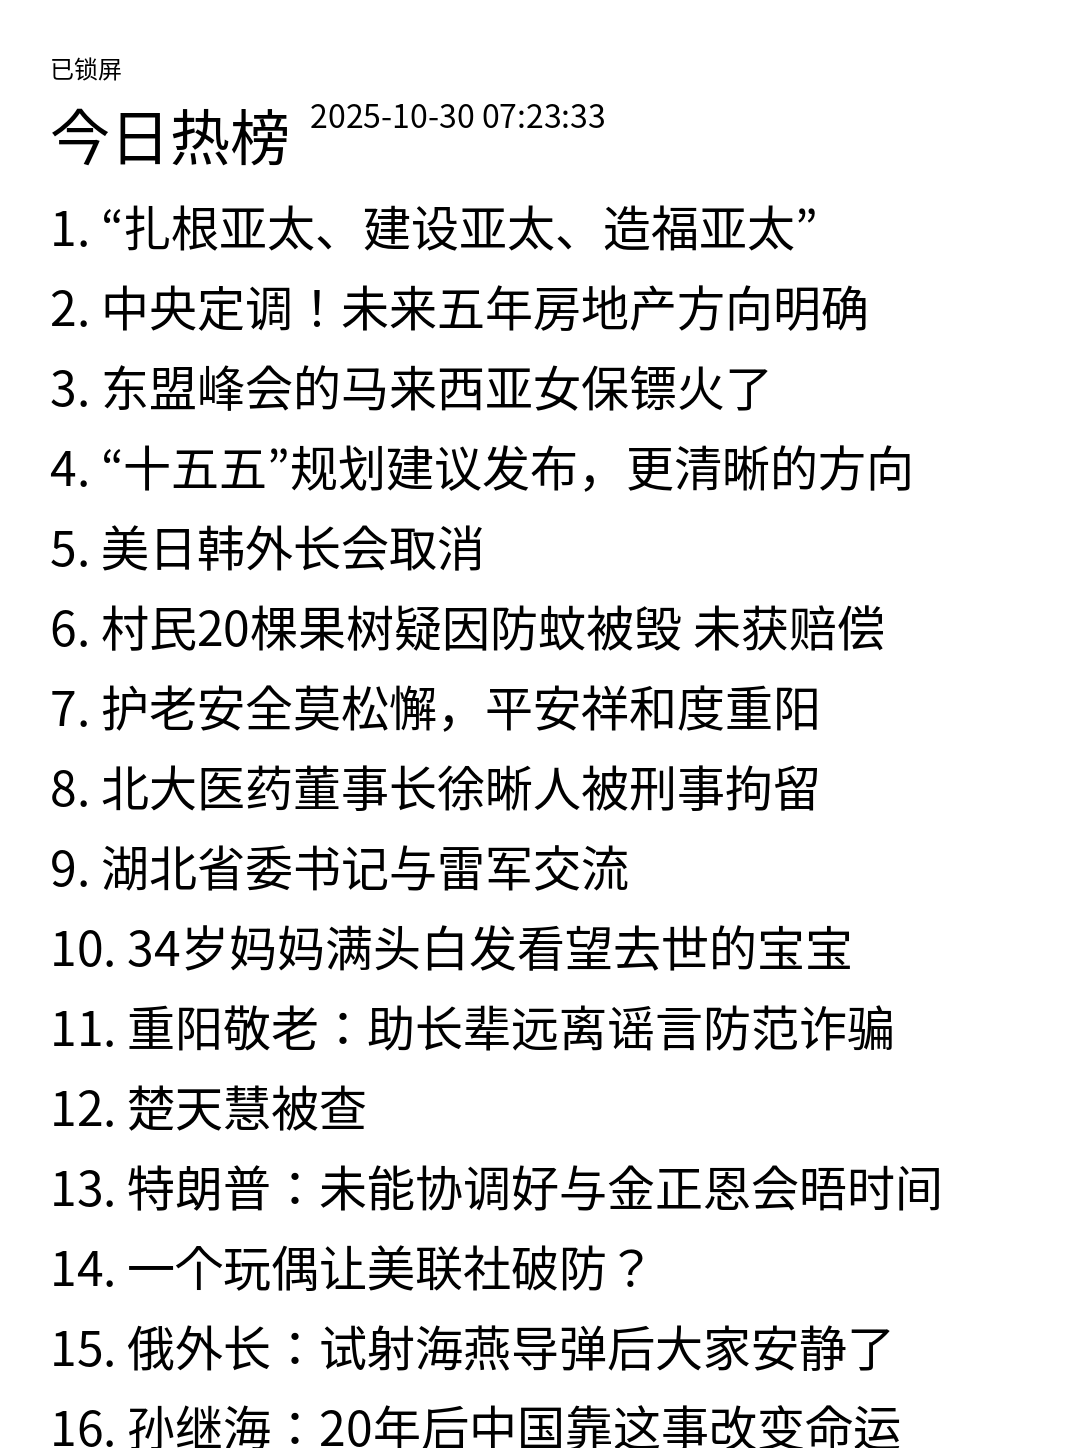 已锁屏
今日热榜 2025-10-30 07:23:33
1. “扎根亚太、建设亚太、造福亚太”
2. 中央定调！未来五年房地产方向明确
3. 东盟峰会的马来西亚女保镖火了
4. “十五五”规划建议发布，更清晰的方向
5. 美日韩外长会取消
6. 村民20棵果树疑因防蚊被毁 未获赔偿
7. 护老安全莫松懈，平安祥和度重阳
8. 北大医药董事长徐晰人被刑事拘留
9. 湖北省委书记与雷军交流
10. 34岁妈妈满头白发看望去世的宝宝
11. 重阳敬老：助长辈远离谣言防范诈骗
12. 楚天慧被查
13. 特朗普：未能协调好与金正恩会晤时间
14. 一个玩偶让美联社破防？
15. 俄外长：试射海燕导弹后大家安静了
16. 孙继海：20年后中国靠这事改变命运